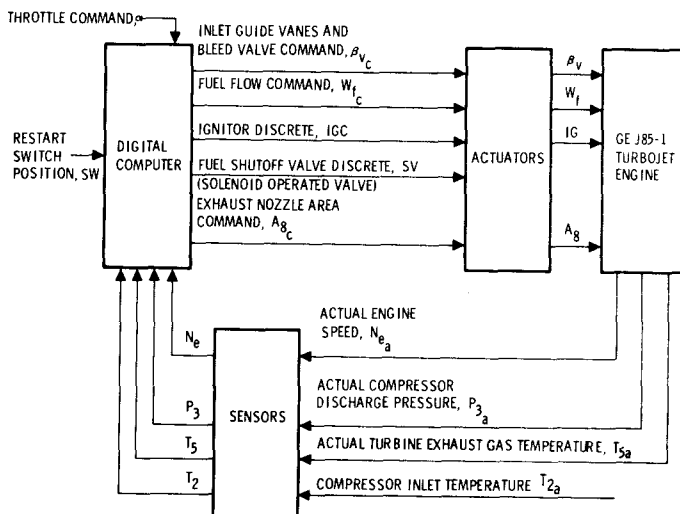 THROTTLE COMMAND, α
INLET GUIDE VANES AND
BLEED VALVE COMMAND, βvc
FUEL FLOW COMMAND, Wfc
IGNITOR DISCRETE, IGC
FUEL SHUTOFF VALVE DISCRETE, SV
(SOLENOID OPERATED VALVE)
EXHAUST NOZZLE AREA
COMMAND, A8c
RESTART
SWITCH
POSITION, SW
DIGITAL
COMPUTER
ACTUATORS
βv
Wf
IG
A8
GE J85-1
TURBOJET
ENGINE
Ne
P3
T5
T2
SENSORS
ACTUAL ENGINE
SPEED, Nea
ACTUAL COMPRESSOR
DISCHARGE PRESSURE, P3a
ACTUAL TURBINE EXHAUST GAS TEMPERATURE, T5a
COMPRESSOR INLET TEMPERATURE T2a